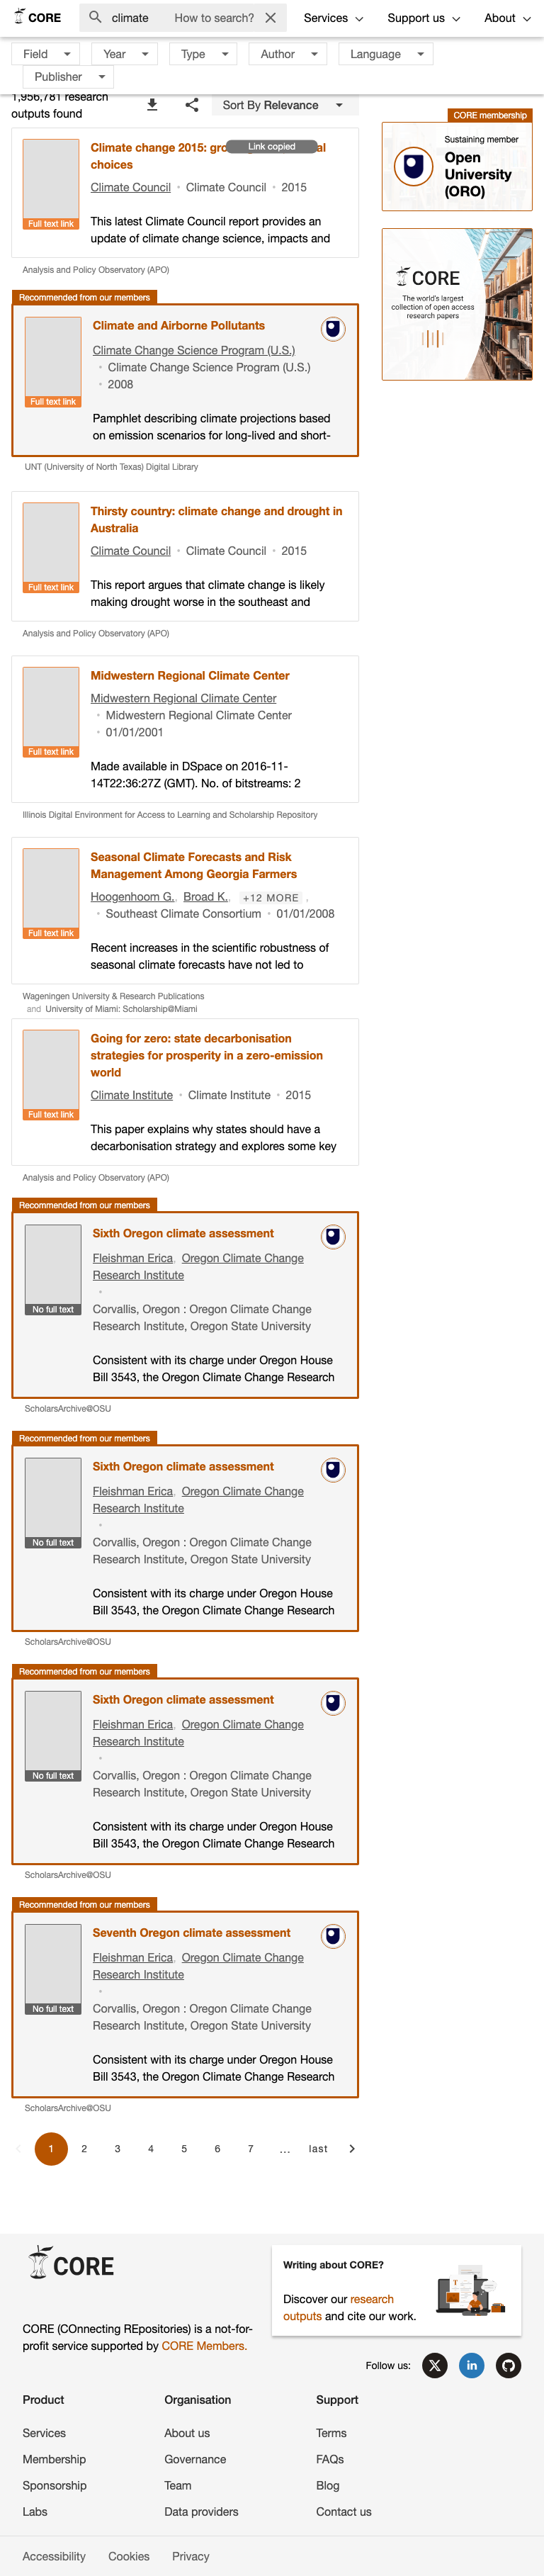 CORE
climate
How to search?
Services
Support us
About
Field
Year
Type
Author
Language
Publisher
1,956,781 research
outputs found
Sort By Relevance
Link copied
Climate change 2015: gro al
choices
Climate Council • Climate Council • 2015
This latest Climate Council report provides an
update of climate change science, impacts and
Full text link
Analysis and Policy Observatory (APO)
Recommended from our members
Climate and Airborne Pollutants
Climate Change Science Program (U.S.)
• Climate Change Science Program (U.S.)
• 2008
Full text link
Pamphlet describing climate projections based
on emission scenarios for long-lived and short-
UNT (University of North Texas) Digital Library
Thirsty country: climate change and drought in
Australia
Climate Council • Climate Council • 2015
This report argues that climate change is likely
making drought worse in the southeast and
Full text link
Analysis and Policy Observatory (APO)
Midwestern Regional Climate Center
Midwestern Regional Climate Center
• Midwestern Regional Climate Center
• 01/01/2001
Full text link
Made available in DSpace on 2016-11-
14T22:36:27Z (GMT). No. of bitstreams: 2
Illinois Digital Environment for Access to Learning and Scholarship Repository
Seasonal Climate Forecasts and Risk
Management Among Georgia Farmers
Hoogenhoom G., Broad K., +12 MORE ,
• Southeast Climate Consortium • 01/01/2008
Full text link
Recent increases in the scientific robustness of
seasonal climate forecasts have not led to
Wageningen University & Research Publications
and University of Miami: Scholarship@Miami
Going for zero: state decarbonisation
strategies for prosperity in a zero-emission
world
Climate Institute • Climate Institute • 2015
Full text link
This paper explains why states should have a
decarbonisation strategy and explores some key
Analysis and Policy Observatory (APO)
Recommended from our members
Sixth Oregon climate assessment
Fleishman Erica, Oregon Climate Change
Research Institute
•
Corvallis, Oregon : Oregon Climate Change
Research Institute, Oregon State University
No full text
Consistent with its charge under Oregon House
Bill 3543, the Oregon Climate Change Research
ScholarsArchive@OSU
Recommended from our members
Sixth Oregon climate assessment
Fleishman Erica, Oregon Climate Change
Research Institute
•
Corvallis, Oregon : Oregon Climate Change
Research Institute, Oregon State University
No full text
Consistent with its charge under Oregon House
Bill 3543, the Oregon Climate Change Research
ScholarsArchive@OSU
Recommended from our members
Sixth Oregon climate assessment
Fleishman Erica, Oregon Climate Change
Research Institute
•
Corvallis, Oregon : Oregon Climate Change
Research Institute, Oregon State University
No full text
Consistent with its charge under Oregon House
Bill 3543, the Oregon Climate Change Research
ScholarsArchive@OSU
Recommended from our members
Seventh Oregon climate assessment
Fleishman Erica, Oregon Climate Change
Research Institute
•
Corvallis, Oregon : Oregon Climate Change
Research Institute, Oregon State University
No full text
Consistent with its charge under Oregon House
Bill 3543, the Oregon Climate Change Research
ScholarsArchive@OSU
1 2 3 4 5 6 7 ... last
CORE membership
Sustaining member
Open
University
(ORO)
CORE
The world's largest
collection of open access
research papers
CORE
CORE (COnnecting REpositories) is a not-for-
profit service supported by CORE Members.
Writing about CORE?
Discover our research
outputs and cite our work.
Follow us:
Product
Services
Membership
Sponsorship
Labs
Organisation
About us
Governance
Team
Data providers
Support
Terms
FAQs
Blog
Contact us
Accessibility
Cookies
Privacy